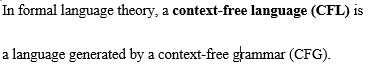 In formal language theory, a context-free language (CFL) is
a language generated by a context-free grammar (CFG).